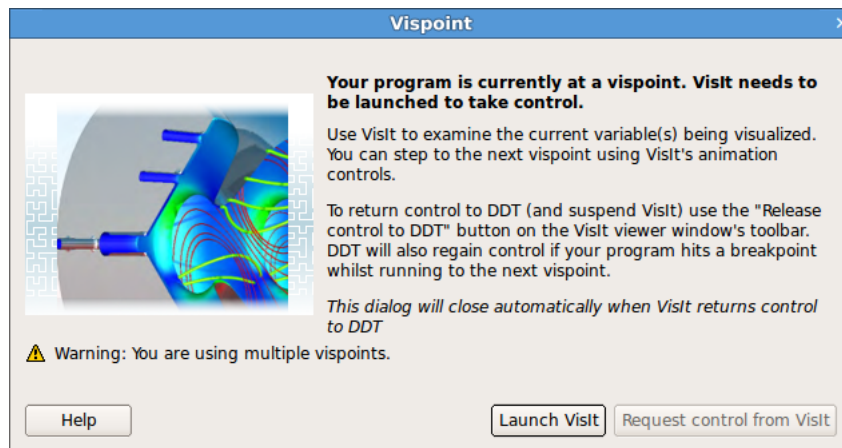 Vispoint
Your program is currently at a vispoint. VisIt needs to
be launched to take control.
Use VisIt to examine the current variable(s) being visualized.
You can step to the next vispoint using VisIt's animation
controls.
To return control to DDT (and suspend VisIt) use the "Release
control to DDT" button on the VisIt viewer window's toolbar.
DDT will also regain control if your program hits a breakpoint
whilst running to the next vispoint.
This dialog will close automatically when VisIt returns control
to DDT
Warning: You are using multiple vispoints.
Help
Launch VisIt
Request control from VisIt